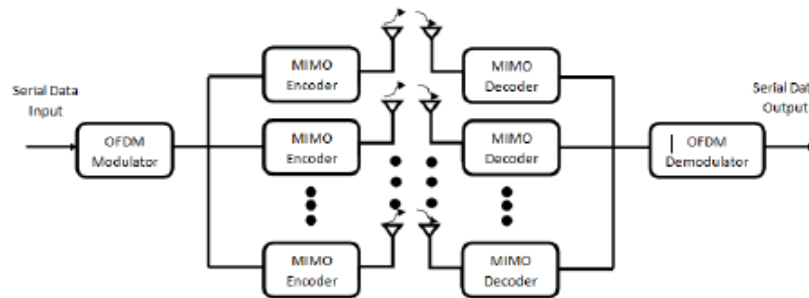 MIMO
Encoder
MIMO
Decoder
Serial Data
Input
Serial Dat
Output
OFDM
Modulator
MIMO
Encoder
MIMO
Decoder
OFDM
Demodulator
MIMO
Encoder
MIMO
Decoder